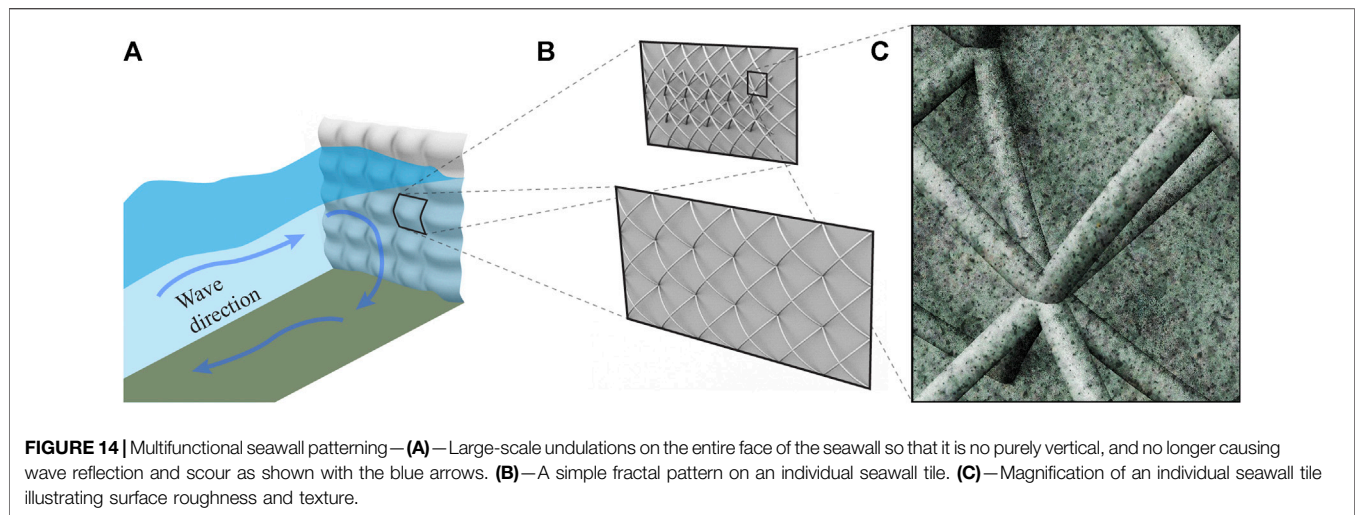 A
B
C
Wave
direction
FIGURE 14 | Multifunctional seawall patterning—(A)—Large-scale undulations on the entire face of the seawall so that it is no purely vertical, and no longer causing
wave reflection and scour as shown with the blue arrows. (B)—A simple fractal pattern on an individual seawall tile. (C)—Magnification of an individual seawall tile
illustrating surface roughness and texture.